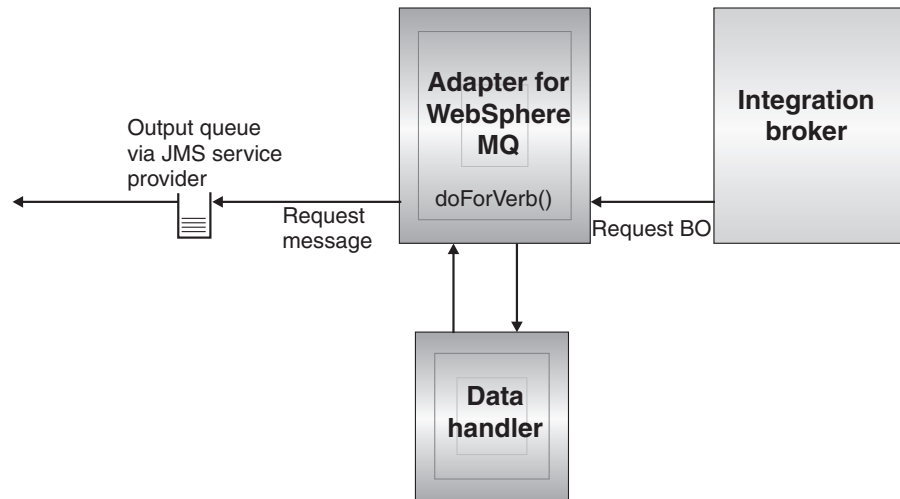 Output queue
via JMS service
provider
Request
message
Adapter for
WebSphere
MQ
doForVerb()
Request BO
Integration
broker
Data
handler